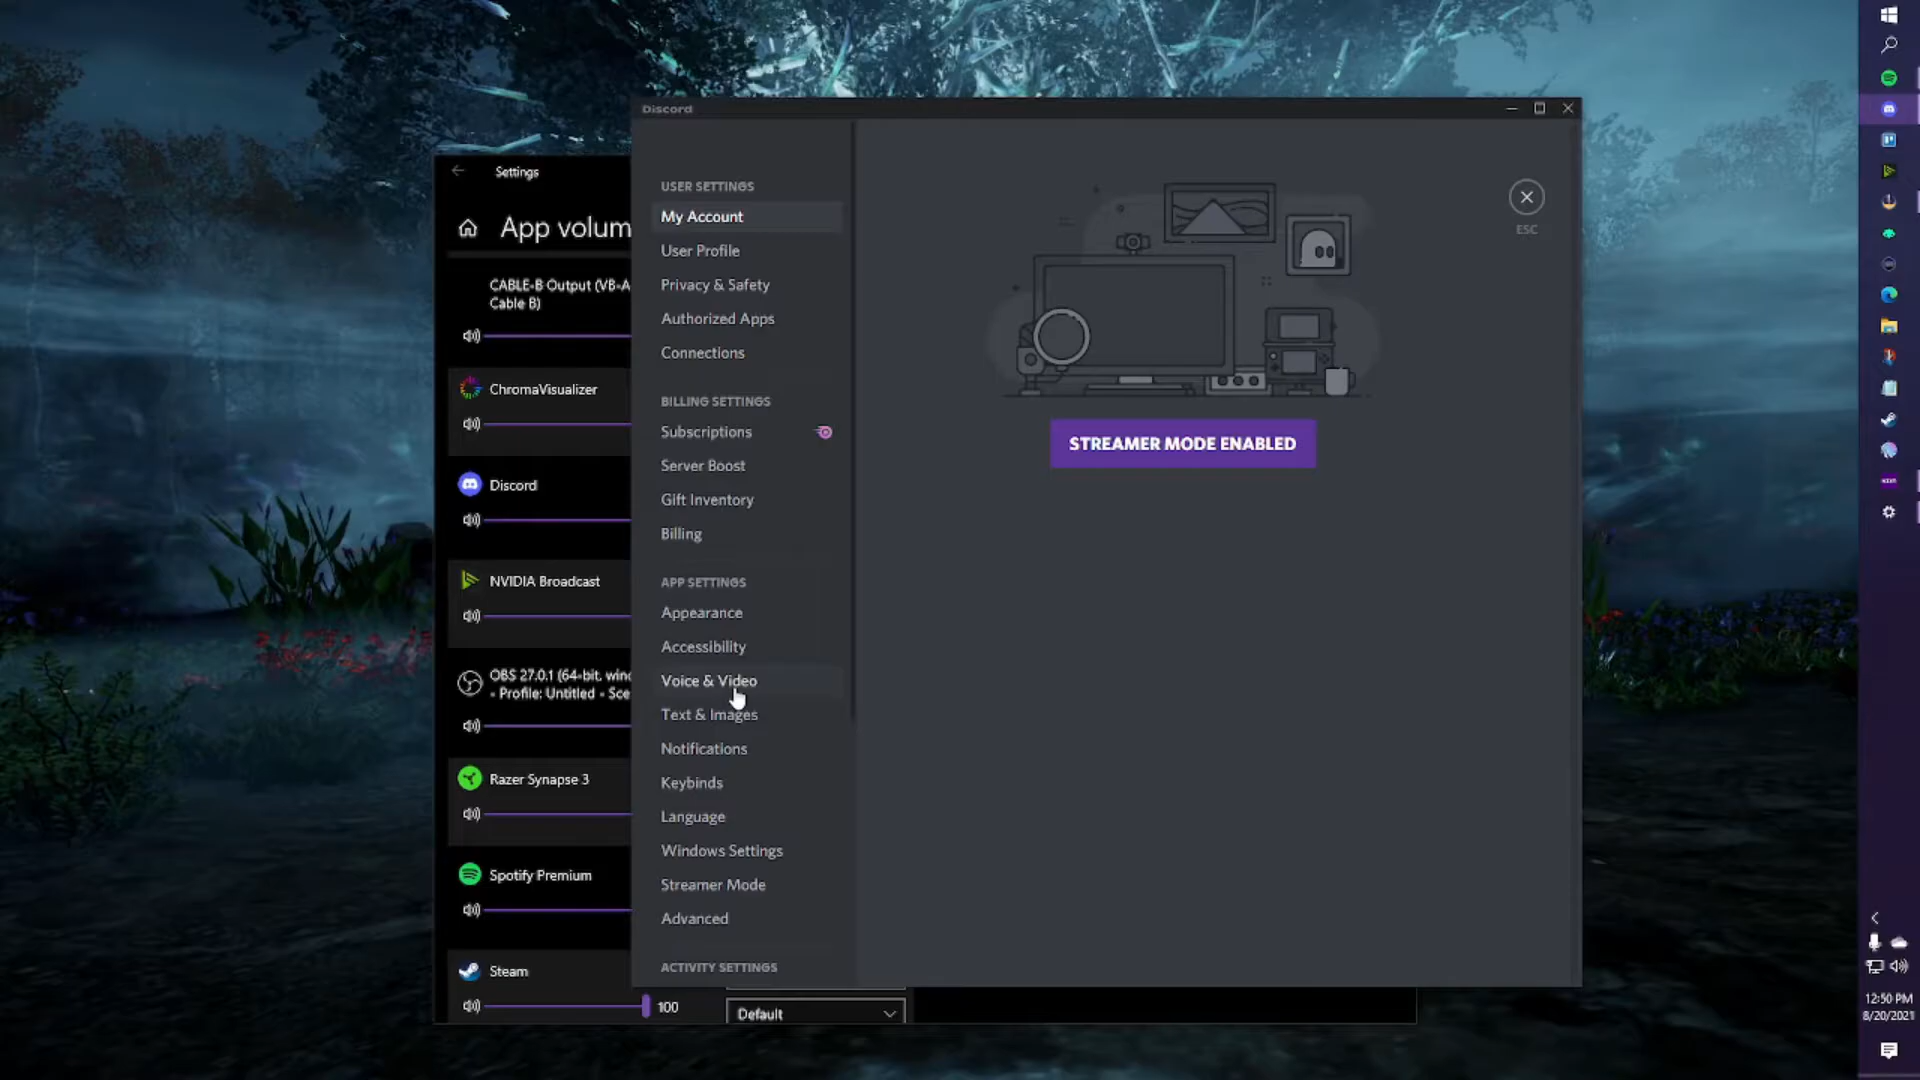 Discord
Settings
App volum
CABLE-B Output (VB-A
Cable B)
ChromaVisualizer
Discord
NVIDIA Broadcast
OBS 27.0.1 (64-bit, winc
- Profile: Untitled - Sce
Razer Synapse 3
Spotify Premium
Steam
100
Default
USER SETTINGS
My Account
User Profile
Privacy & Safety
Authorized Apps
Connections
BILLING SETTINGS
Subscriptions
Server Boost
Gift Inventory
Billing
APP SETTINGS
Appearance
Accessibility
Voice & Video
Text & Images
Notifications
Keybinds
Language
Windows Settings
Streamer Mode
Advanced
ACTIVITY SETTINGS
ESC
STREAMER MODE ENABLED
12:50 PM
8/20/2021